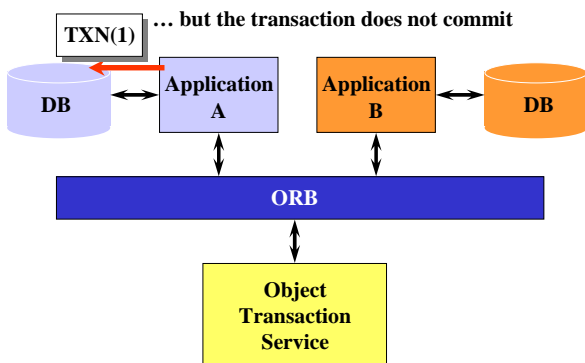 … but the transaction does not commit
TXN(1)
DB
Application
A
Application
B
DB
ORB
Object
Transaction
Service